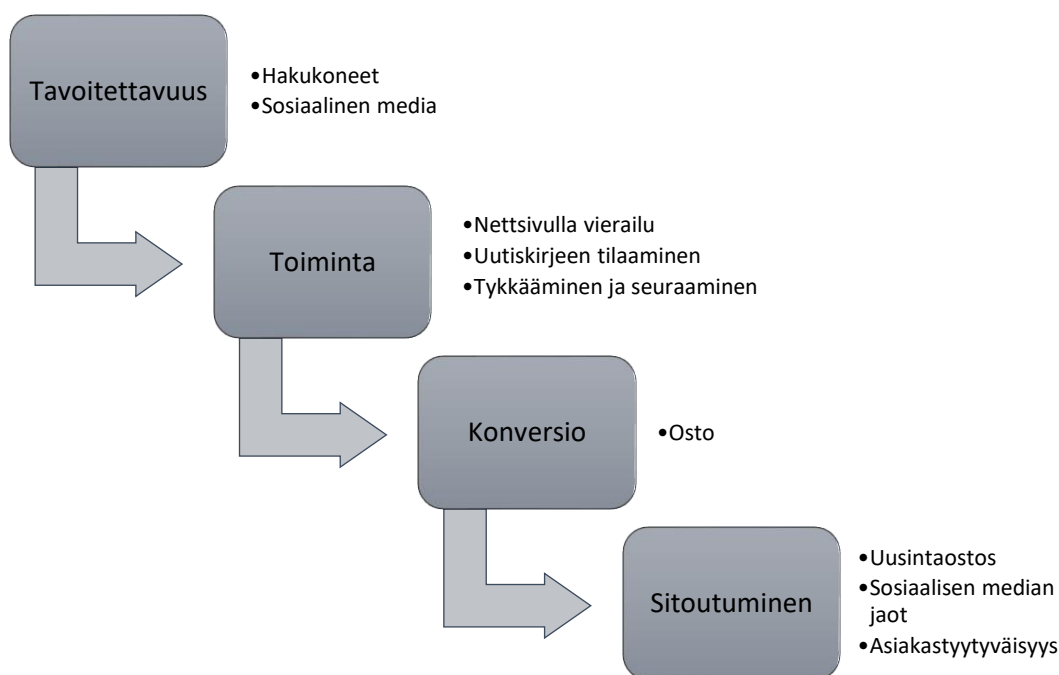 Tavoitettavuus
•Hakukoneet
•Sosiaalinen media
Toiminta
•Nettsivulla vierailu
•Uutiskirjeen tilaaminen
•Tykkääminen ja seuraaminen
Konversio
•Osto
Sitoutuminen
•Uusintaostos
•Sosiaalisen median
jaot
•Asiakastyytyväisyys